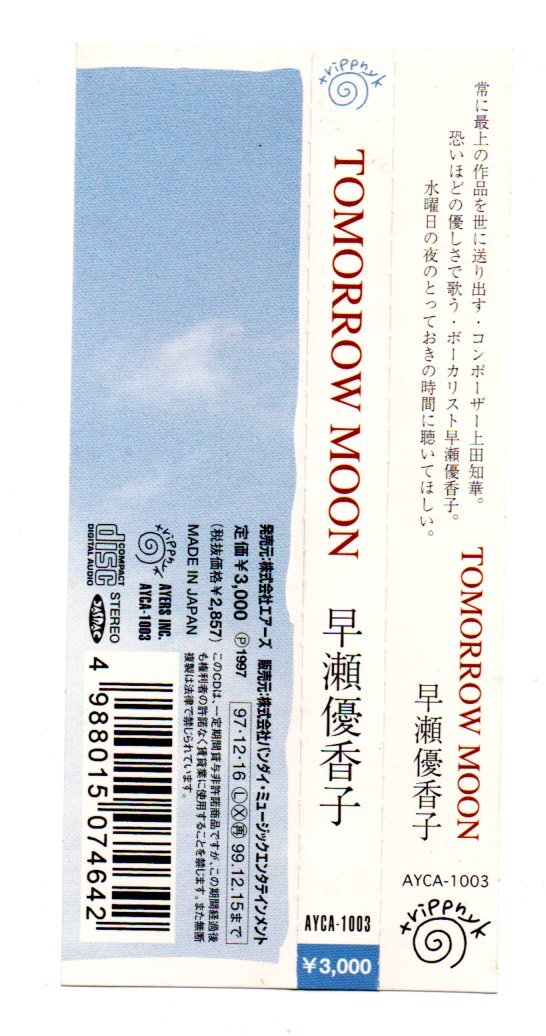 常に最上の作品を世に送り出す・コンポーザー上田知華。
恐いほどの優しさで歌う・ボーカリスト早瀬優香子。
水曜日の夜のとっておきの時間に聴いてほしい。
TOMORROW MOON
早瀬優香子
AYCA-1003
trippnyk
trippnyk
TOMORROW MOON
早瀬優香子
AYCA-1003
¥3,000
発売元:株式会社エアーズ 販売元:株式会社バンダイ・ミュージックエンタテインメント
定価¥3,000 Ⓟ1997 97・12・16 Ⓛ Ⓧ ㊞ 99.12.15まで
(税抜価格¥2,857)
MADE IN JAPAN
このCDは、一定期間貸与非許諾商品ですが、この期間経過後
も権利者の許諾なく賃貸業に使用することを禁じます。また無断
複製は法律で禁じられています。
trippnyk
AYERS INC.
AYCA-1003
COMPACT
disc
DIGITAL AUDIO
STEREO
4 988015 074642